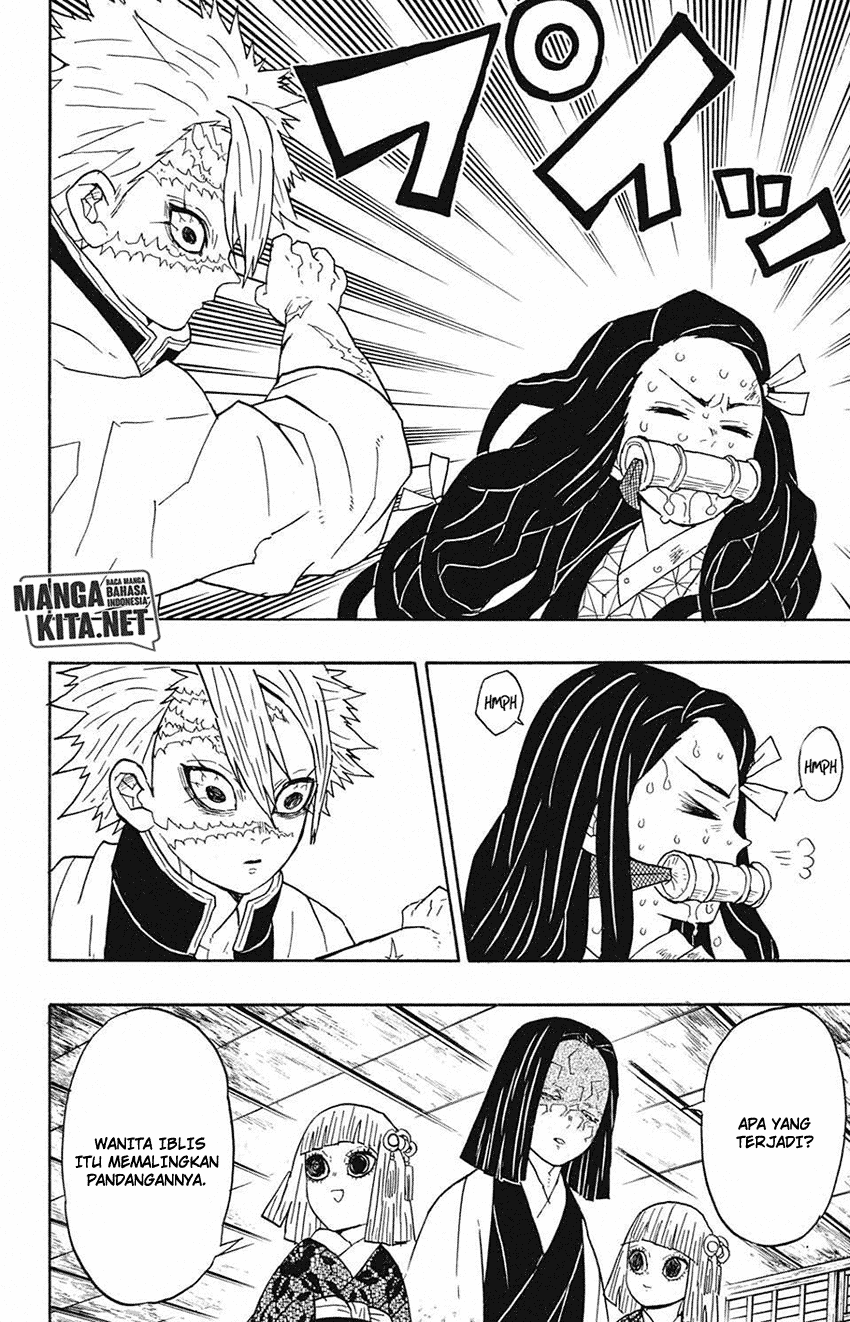 プイッ
MANGA
KITA.NET
BACA MANGA
BAHASA
INDONESIA
HMPH
HMPH
APA YANG
TERJADI?
WANITA IBLIS
ITU MEMALINGKAN
PANDANGANNYA.